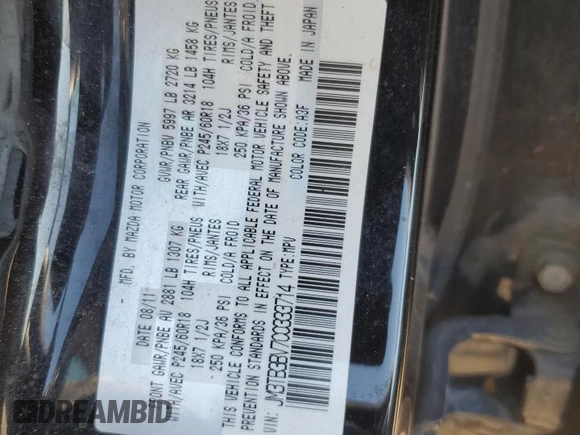 - MFD. BY MAZDA MOTOR CORPORATION
DATE 08/11 GVWR/PNBV 5997 LB 2720 KG
FRONT GAWR/PNBE AV 2881 LB 1307 KG REAR GAWR/PNBE AR 3214 LB 1458 KG
WITH/AVEC P245/60R18 104H TIRES/PNEUS WITH/AVEC P245/60R18 104H TIRES/PNEUS
18X7 1/2J RIMS/JANTES 18X7 1/2J RIMS/JANTES
- 250 KPA/36 PSI COLD/A FROID 250 KPA/36 PSI COLD/A FROID
THIS VEHICLE CONFORMS TO ALL APPLICABLE FEDERAL MOTOR VEHICLE SAFETY AND THEFT
PREVENTION STANDARDS IN EFFECT ON THE DATE OF MANUFACTURE SHOWN ABOVE.
VIN: JM3TB3BV7C0333714 TYPE:MPV COLOR CODE:A3F MADE IN JAPAN
DREAMBID